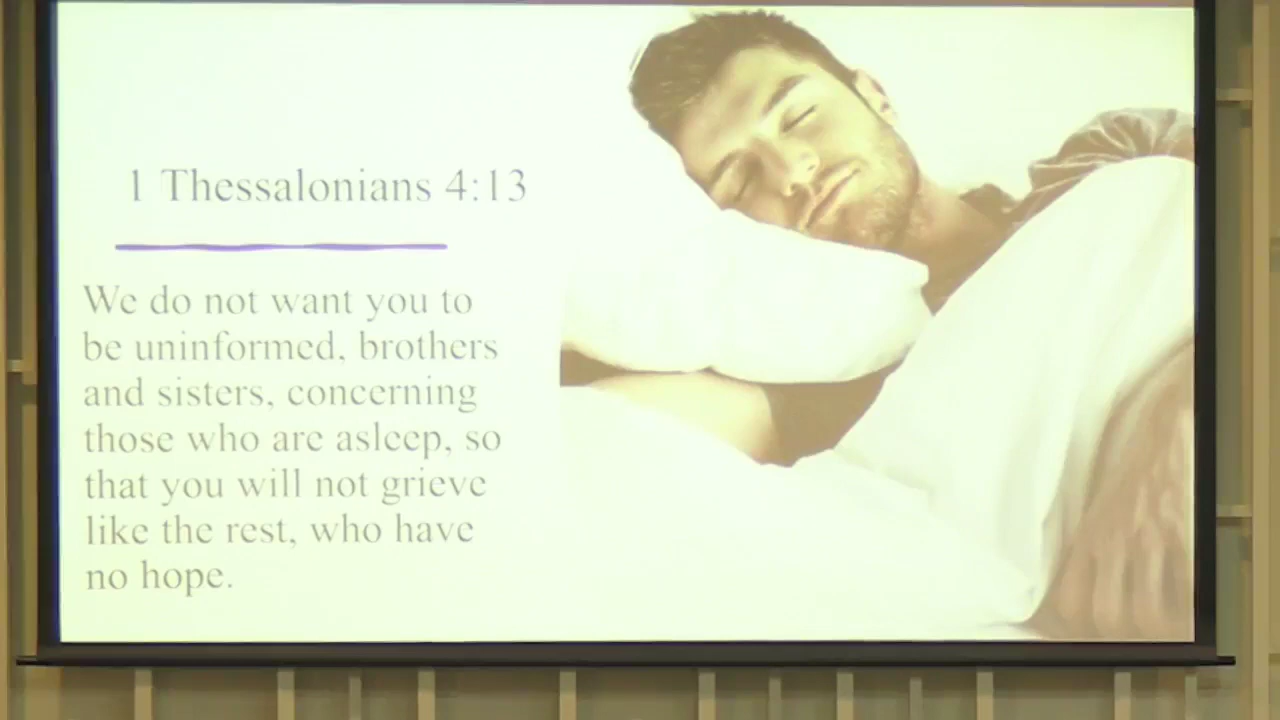 1 Thessalonians 4:13
We do not want you to
be uninformed, brothers
and sisters, concerning
those who are asleep, so
that you will not grieve
like the rest, who have
no hope.